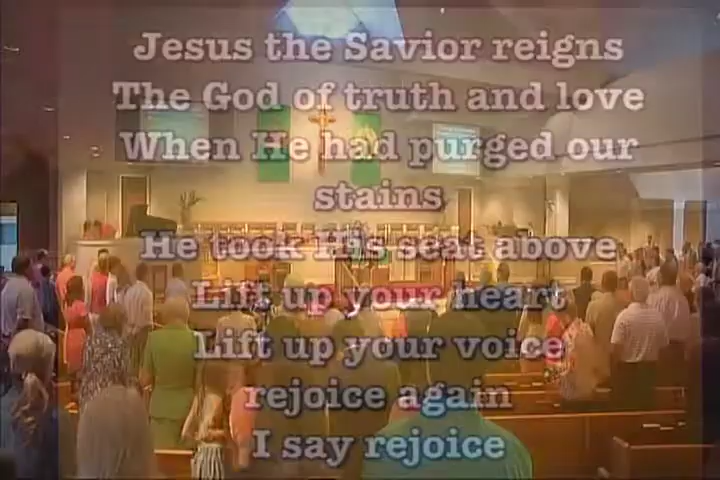 Jesus the Savior reigns
The God of truth and love
When He had purged our
stains
He took His seat above
Lift up your heart
Lift up your voice
rejoice again
I say rejoice